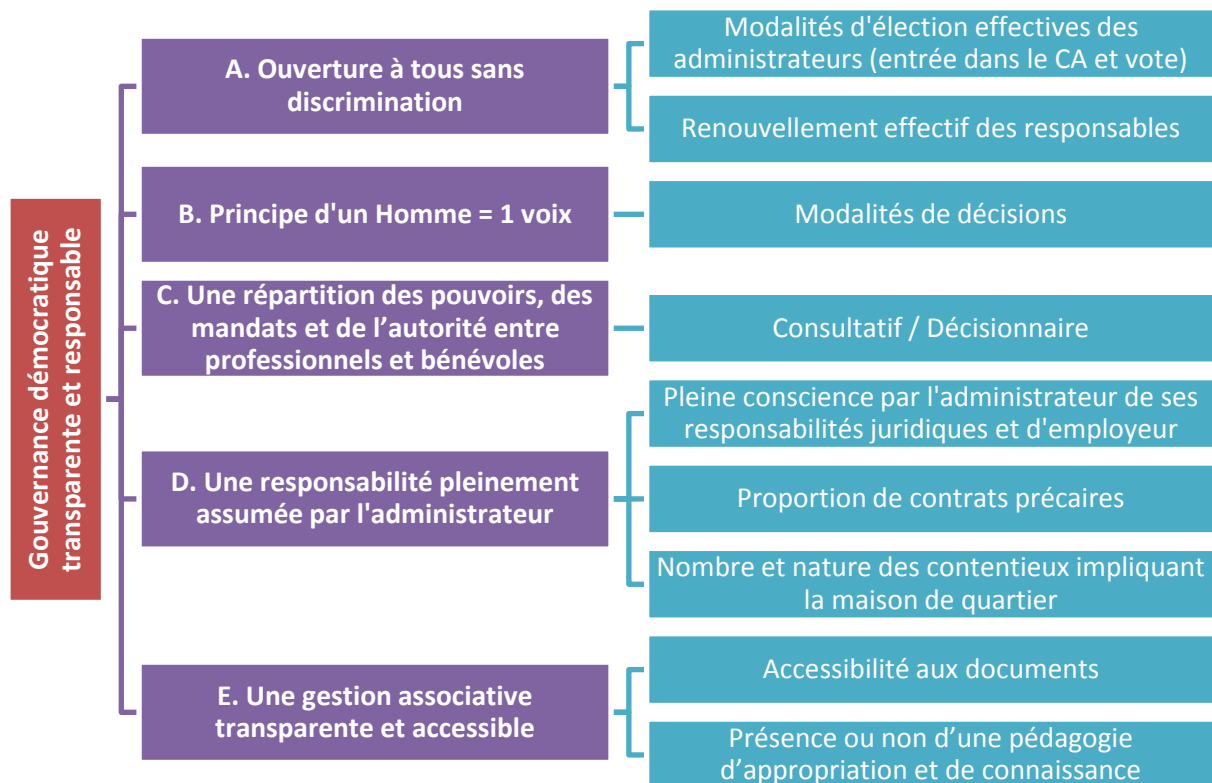 Gouvernance démocratique
transparente et responsable
A. Ouverture à tous sans
discrimination
Modalités d'élection effectives des
administrateurs (entrée dans le CA et vote)
Renouvellement effectif des responsables
B. Principe d'un Homme = 1 voix
Modalités de décisions
C. Une répartition des pouvoirs, des
mandats et de l’autorité entre
professionnels et bénévoles
Consultatif / Décisionnaire
D. Une responsabilité pleinement
assumée par l'administrateur
Pleine conscience par l'administrateur de ses
responsabilités juridiques et d'employeur
Proportion de contrats précaires
Nombre et nature des contentieux impliquant
la maison de quartier
E. Une gestion associative
transparente et accessible
Accessibilité aux documents
Présence ou non d’une pédagogie
d’appropriation et de connaissance